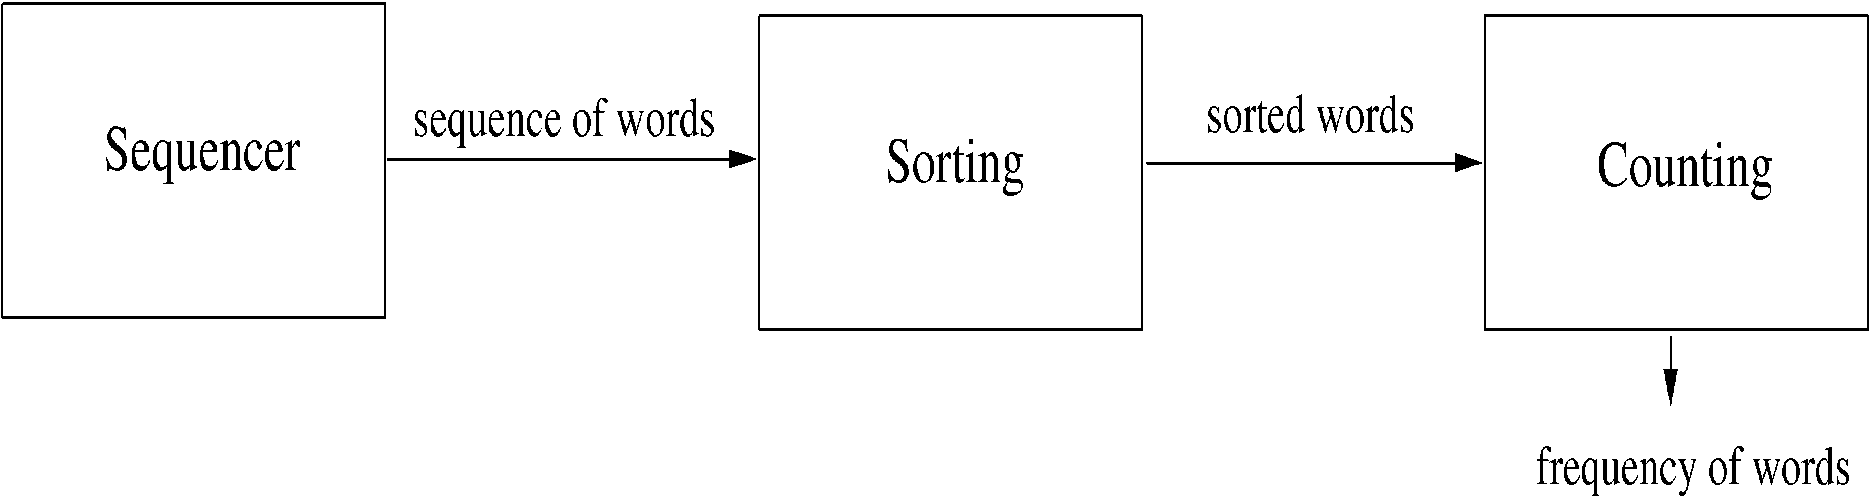 Sequencer
sequence of words
Sorting
sorted words
Counting
frequency of words